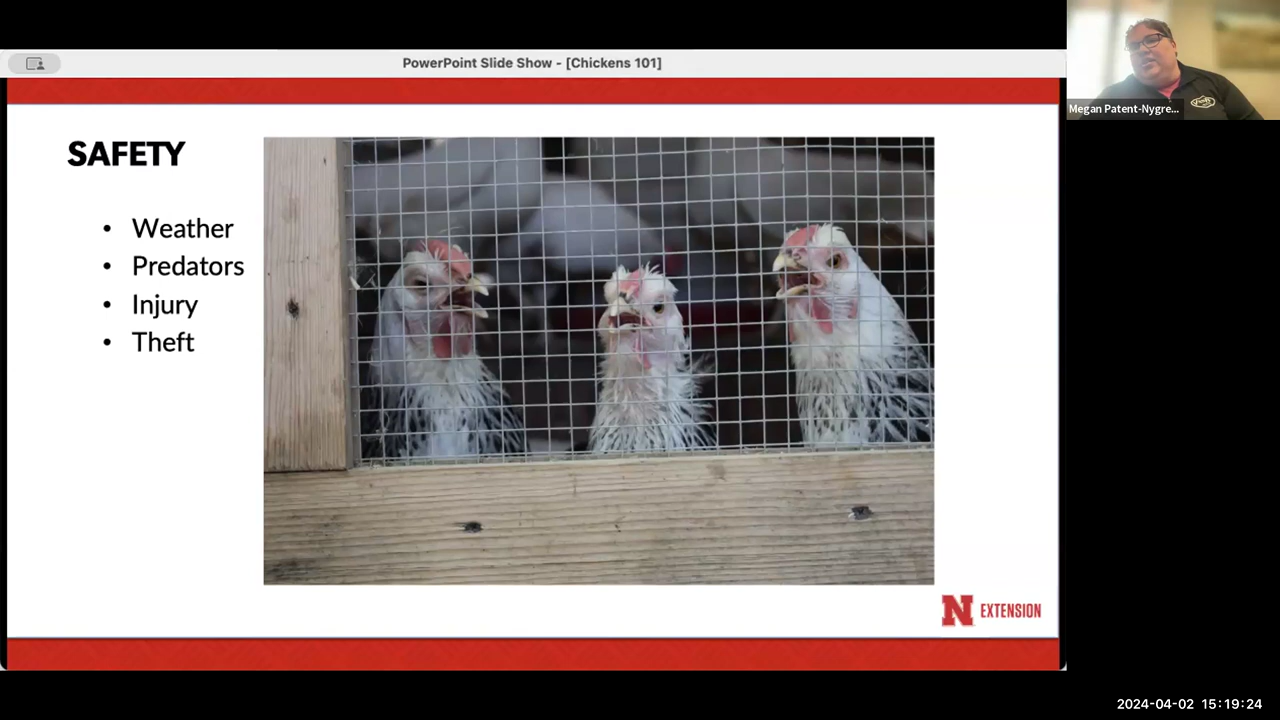 PowerPoint Slide Show - [Chickens 101]
Megan Patent-Nygre...
SAFETY
• Weather
• Predators
• Injury
• Theft
N EXTENSION
2024-04-02 15:19:24